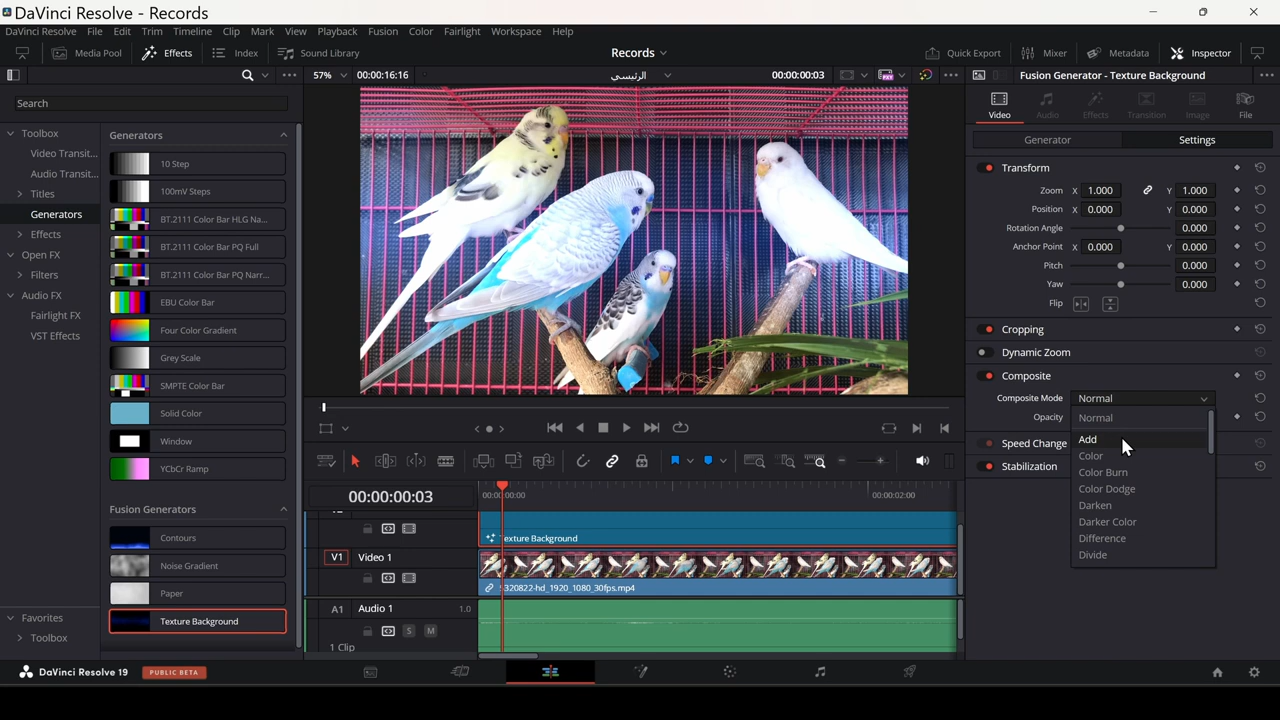 DaVinci Resolve - Records
DaVinci Resolve File Edit Trim Timeline Clip Mark View Playback Fusion Color Fairlight Workspace Help
Media Pool Effects Index Sound Library Records Quick Export Mixer Metadata Inspector
57% 00:00:16:16 الرئيسي 00:00:00:03 Fusion Generator - Texture Background
Search
Toolbox
Video Transit...
Audio Transit...
Titles
Generators
Effects
Open FX
Filters
Audio FX
Fairlight FX
VST Effects
Favorites
Toolbox
Generators
10 Step
100mV Steps
BT.2111 Color Bar HLG Na...
BT.2111 Color Bar PQ Full
BT.2111 Color Bar PQ Narr...
EBU Color Bar
Four Color Gradient
Grey Scale
SMPTE Color Bar
Solid Color
Window
YCbCr Ramp
Fusion Generators
Contours
Noise Gradient
Paper
Texture Background
Video Audio Effects Transition Image File
Generator Settings
Transform
Zoom X 1.000 Y 1.000
Position X 0.000 Y 0.000
Rotation Angle 0.000
Anchor Point X 0.000 Y 0.000
Pitch 0.000
Yaw 0.000
Flip
Cropping
Dynamic Zoom
Composite
Composite Mode Normal
Opacity
Speed Change
Stabilization
Normal
Add
Color
Color Burn
Color Dodge
Darken
Darker Color
Difference
Divide
00:00:00:03 00:00:00:00 00:00:02:00
Texture Background
V1 Video 1
320822-hd_1920_1080_30fps.mp4
A1 Audio 1 1.0
S M
1 Clip
DaVinci Resolve 19 PUBLIC BETA